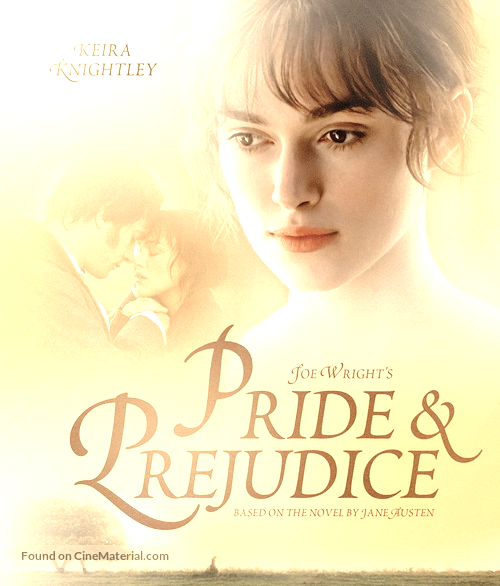 KEIRA
KNIGHTLEY
JOE WRIGHT'S
PRIDE &
PREJUDICE
BASED ON THE NOVEL BY JANE AUSTEN
Found on CineMaterial.com